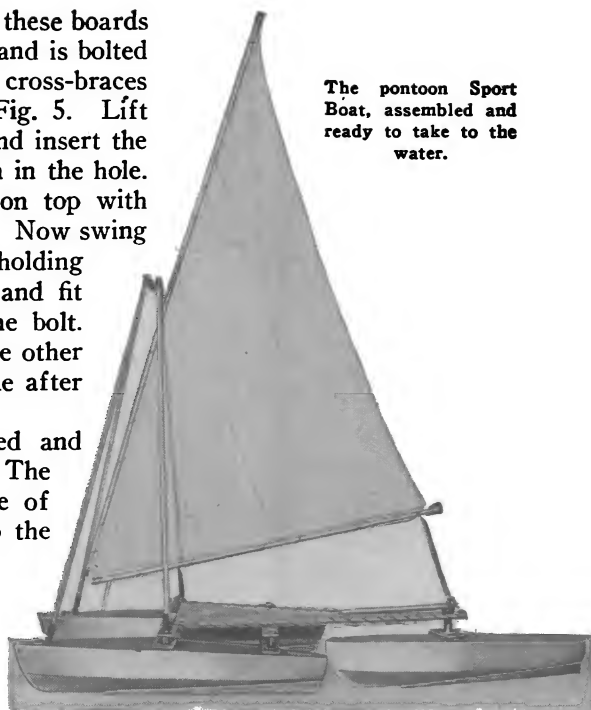 these boards
and is bolted
cross-braces
Fig. 5. Lift
nd insert the
in the hole.
on top with
Now swing
holding
and fit
he bolt.
e other
e after
ed and
The
e of
the
The pontoon Sport
Boat, assembled and
ready to take to the
water.